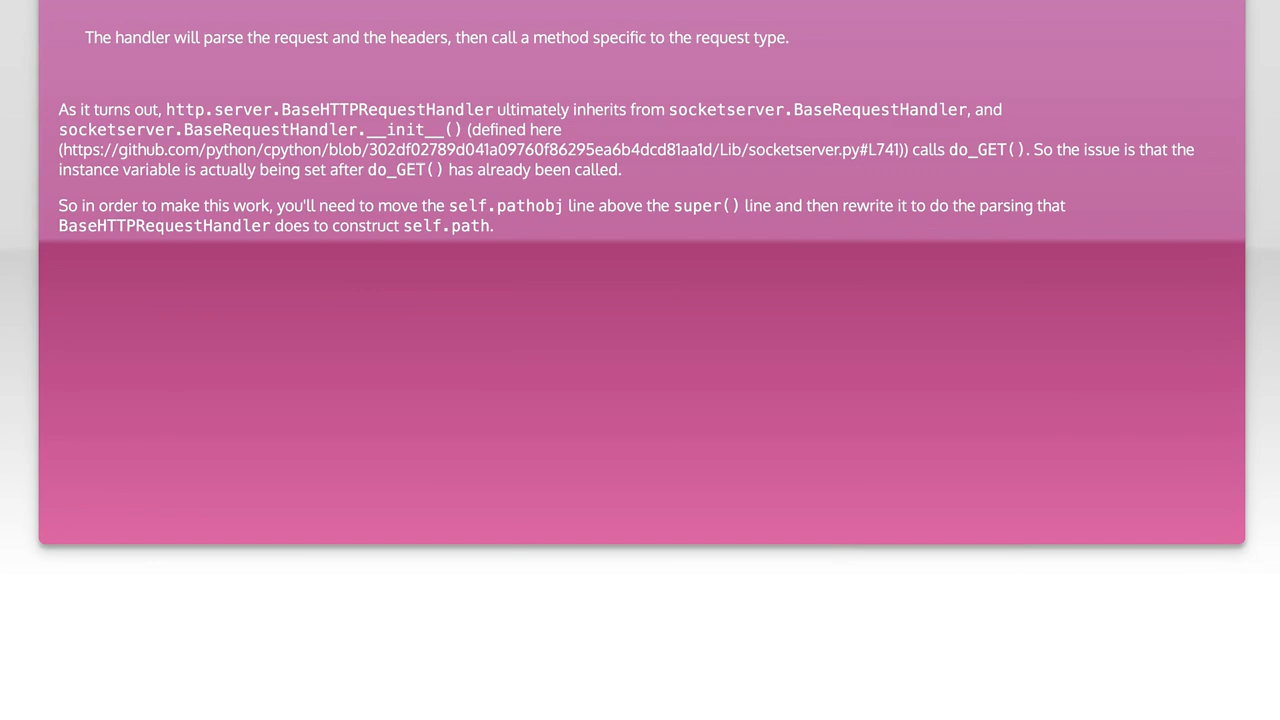 The handler will parse the request and the headers, then call a method specific to the request type.
As it turns out, http.server.BaseHTTPRequestHandler ultimately inherits from socketserver.BaseRequestHandler, and
socketserver.BaseRequestHandler.__init__() (defined here
(https://github.com/python/cpython/blob/302df02789d041a09760f86295ea6b4dcd81aa1d/Lib/socketserver.py#L741)) calls do_GET(). So the issue is that the
instance variable is actually being set after do_GET() has already been called.
So in order to make this work, you'll need to move the self.pathobj line above the super() line and then rewrite it to do the parsing that
BaseHTTPRequestHandler does to construct self.path.